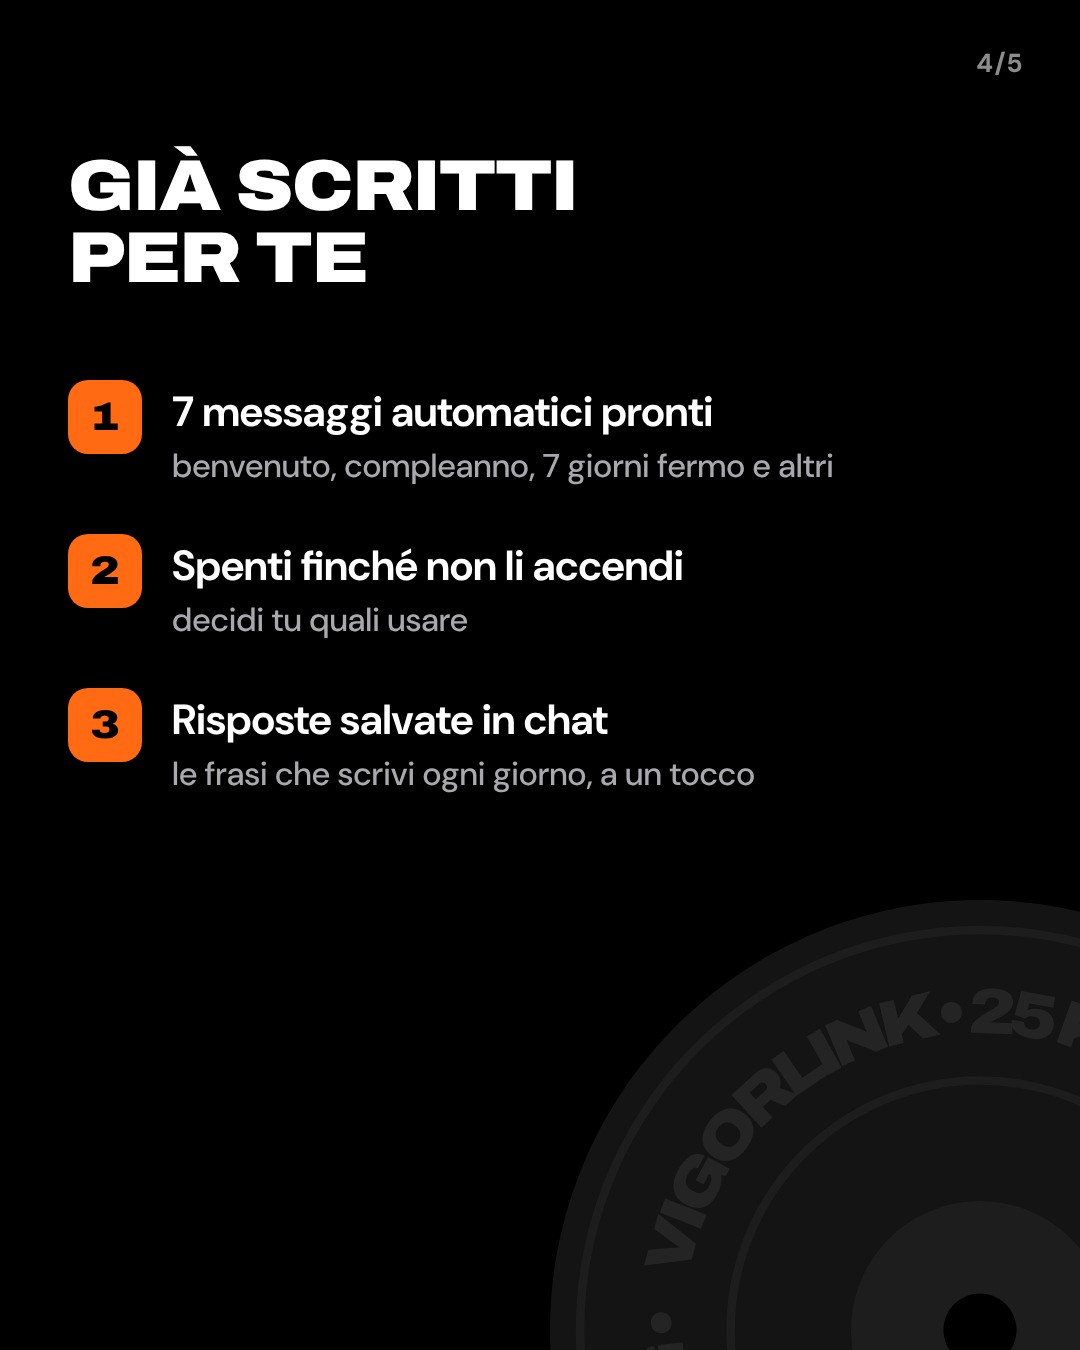 4/5
GIÀ SCRITTI
PER TE
1
7 messaggi automatici pronti
benvenuto, compleanno, 7 giorni fermo e altri
2
Spenti finché non li accendi
decidi tu quali usare
3
Risposte salvate in chat
le frasi che scrivi ogni giorno, a un tocco
VIGORLINK • 25